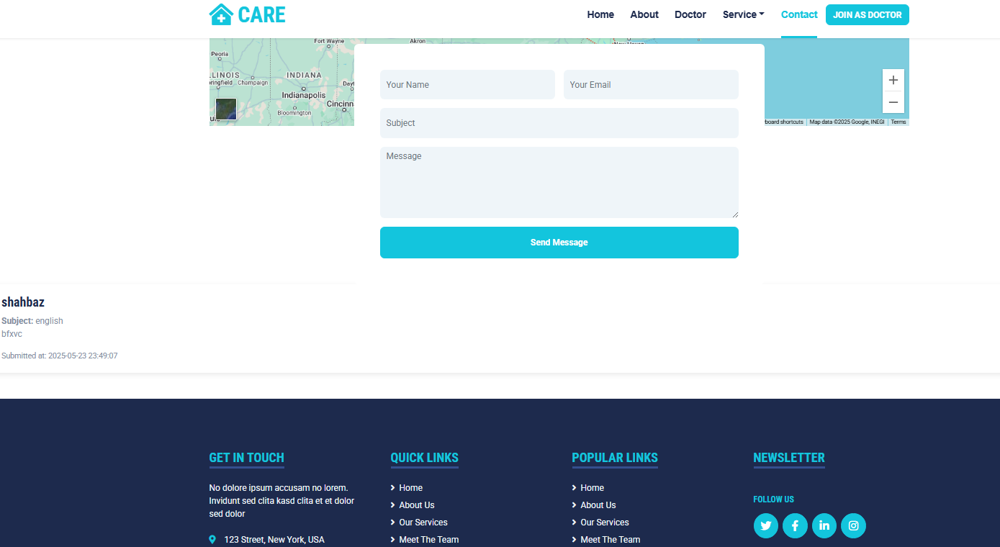 CARE
Home About Doctor Service Contact JOIN AS DOCTOR
Fort Wayne Akron
Peoria
LLINOIS INDIANA
Champaign
Indianapolis
Bloomington
board shortcuts Map data ©2025 Google, INEGI Terms
Your Name Your Email
Subject
Message
Send Message
shahbaz
Subject: english
bfxvc
Submitted at: 2025-05-23 23:49:07
GET IN TOUCH
No dolore ipsum accusam no lorem.
Invidunt sed clita kasd clita et et dolor
sed dolor
123 Street, New York, USA
QUICK LINKS
Home
About Us
Our Services
Meet The Team
POPULAR LINKS
Home
About Us
Our Services
Meet The Team
NEWSLETTER
FOLLOW US